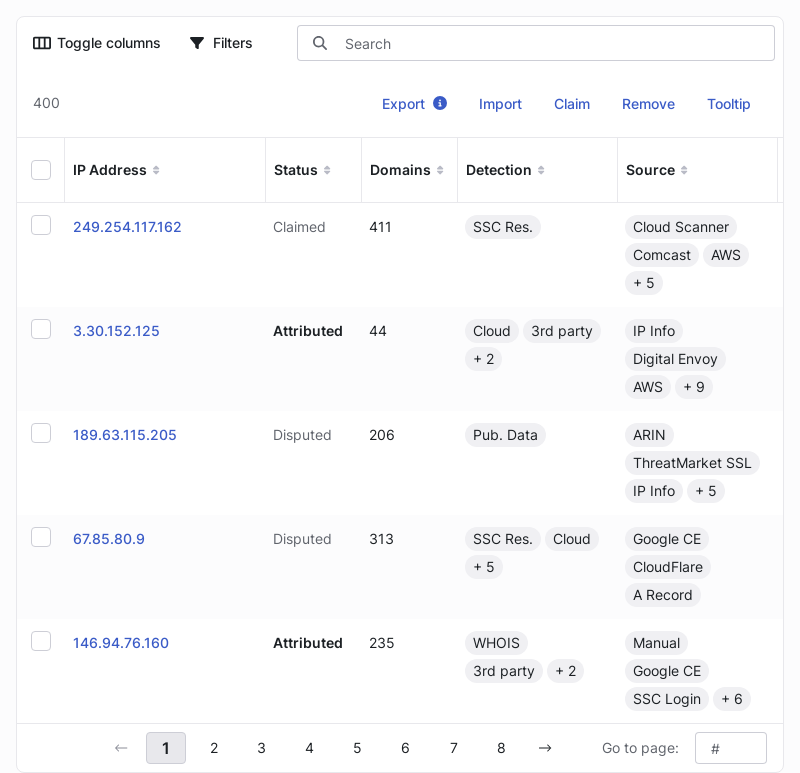 Toggle columns Filters Search
400 Export Import Claim Remove Tooltip
IP Address Status Domains Detection Source
249.254.117.162 Claimed 411 SSC Res. Cloud Scanner
Comcast AWS
+ 5
3.30.152.125 Attributed 44 Cloud 3rd party IP Info
+ 2 Digital Envoy
AWS + 9
189.63.115.205 Disputed 206 Pub. Data ARIN
ThreatMarket SSL
IP Info + 5
67.85.80.9 Disputed 313 SSC Res. Cloud Google CE
+ 5 CloudFlare
A Record
146.94.76.160 Attributed 235 WHOIS Manual
3rd party + 2 Google CE
SSC Login + 6
← 1 2 3 4 5 6 7 8 → Go to page: #